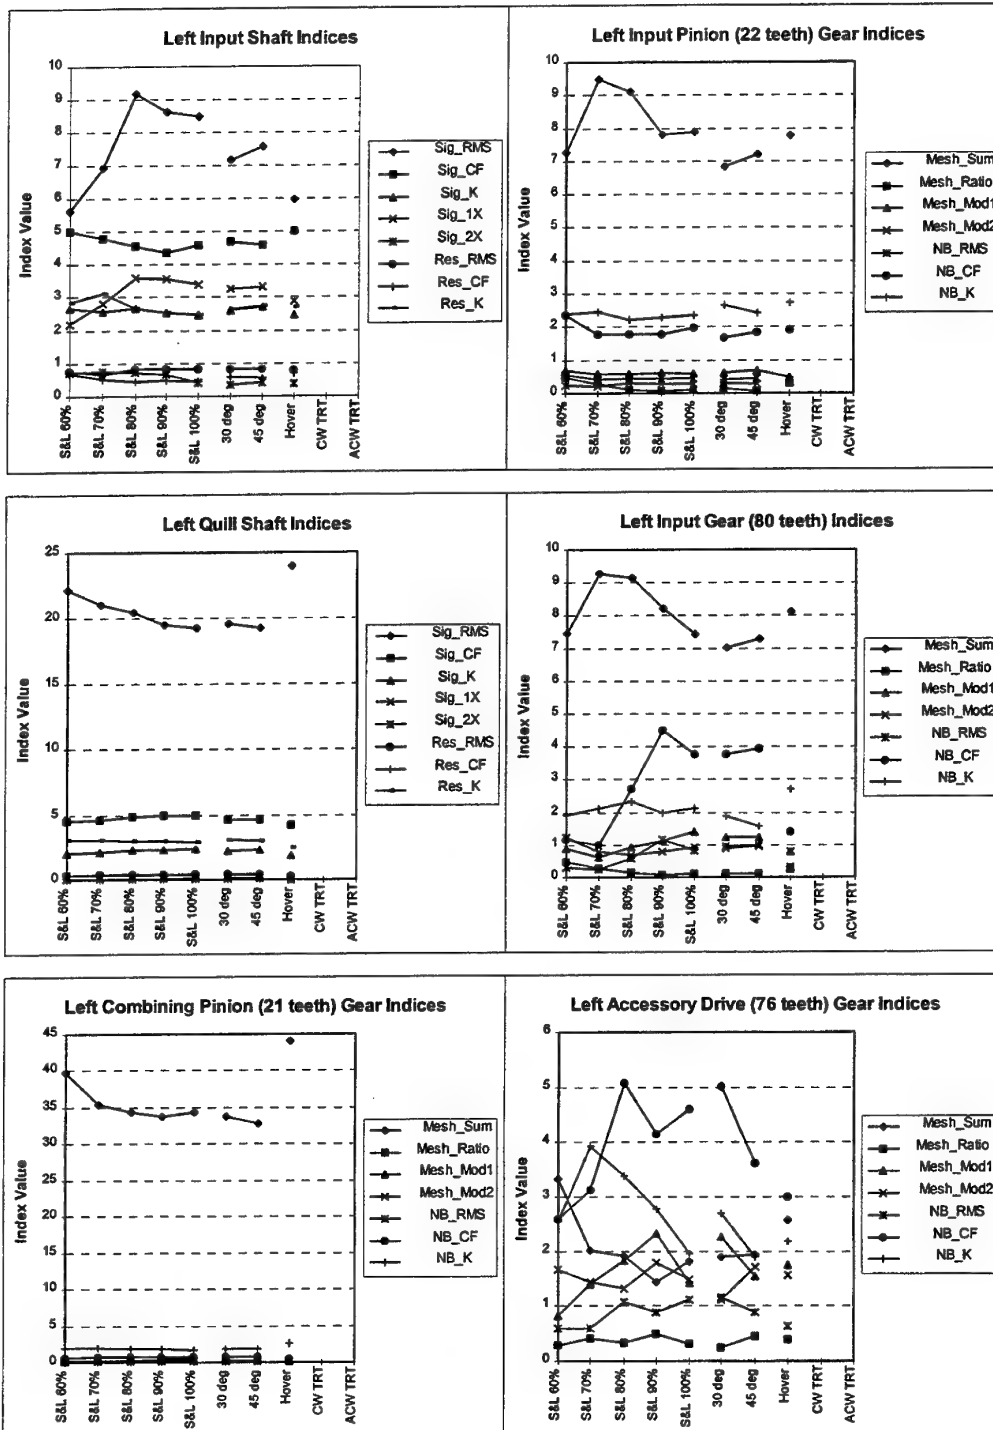 Left Input Shaft Indices
10
9
8
7
6
5
4
3
2
1
0
Index Value
S&L 60%
S&L 70%
S&L 80%
S&L 90%
S&L 100%
30 deg
45 deg
Hover
CW TRT
ACW TRT
Sig_RMS
Sig_CF
Sig_K
Sig_1X
Sig_2X
Res_RMS
Res_CF
Res_K
Left Input Pinion (22 teeth) Gear Indices
10
9
8
7
6
5
4
3
2
1
0
Index Value
S&L 60%
S&L 70%
S&L 80%
S&L 90%
S&L 100%
30 deg
45 deg
Hover
CW TRT
ACW TRT
Mesh_Sum
Mesh_Ratio
Mesh_Mod1
Mesh_Mod2
NB_RMS
NB_CF
NB_K
Left Quill Shaft Indices
25
20
15
10
5
0
Index Value
S&L 60%
S&L 70%
S&L 80%
S&L 90%
S&L 100%
30 deg
45 deg
Hover
CW TRT
ACW TRT
Sig_RMS
Sig_CF
Sig_K
Sig_1X
Sig_2X
Res_RMS
Res_CF
Res_K
Left Input Gear (80 teeth) Indices
10
9
8
7
6
5
4
3
2
1
0
Index Value
S&L 60%
S&L 70%
S&L 80%
S&L 90%
S&L 100%
30 deg
45 deg
Hover
CW TRT
ACW TRT
Mesh_Sum
Mesh_Ratio
Mesh_Mod1
Mesh_Mod2
NB_RMS
NB_CF
NB_K
Left Combining Pinion (21 teeth) Gear Indices
45
40
35
30
25
20
15
10
5
0
Index Value
S&L 60%
S&L 70%
S&L 80%
S&L 90%
S&L 100%
30 deg
45 deg
Hover
CW TRT
ACW TRT
Mesh_Sum
Mesh_Ratio
Mesh_Mod1
Mesh_Mod2
NB_RMS
NB_CF
NB_K
Left Accessory Drive (76 teeth) Gear Indices
6
5
4
3
2
1
0
Index Value
S&L 60%
S&L 70%
S&L 80%
S&L 90%
S&L 100%
30 deg
45 deg
Hover
CW TRT
ACW TRT
Mesh_Sum
Mesh_Ratio
Mesh_Mod1
Mesh_Mod2
NB_RMS
NB_CF
NB_K